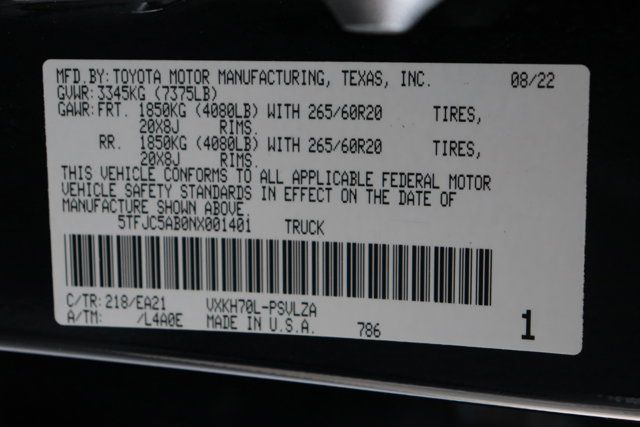 MFD.BY:TOYOTA MOTOR MANUFACTURING, TEXAS, INC. 08/22
GVWR:3345KG (7375LB)
GAWR:FRT. 1850KG (4080LB) WITH 265/60R20 TIRES,
20X8J RIMS.
RR. 1850KG (4080LB) WITH 265/60R20 TIRES,
20X8J RIMS.
THIS VEHICLE CONFORMS TO ALL APPLICABLE FEDERAL MOTOR
VEHICLE SAFETY STANDARDS IN EFFECT ON THE DATE OF
MANUFACTURE SHOWN ABOVE.
5TFJC5AB0NX001401 TRUCK
C/TR:218/EA21 VXKH70L-PSVLZA
A/TM: /L4A0E MADE IN U.S.A. 786 1